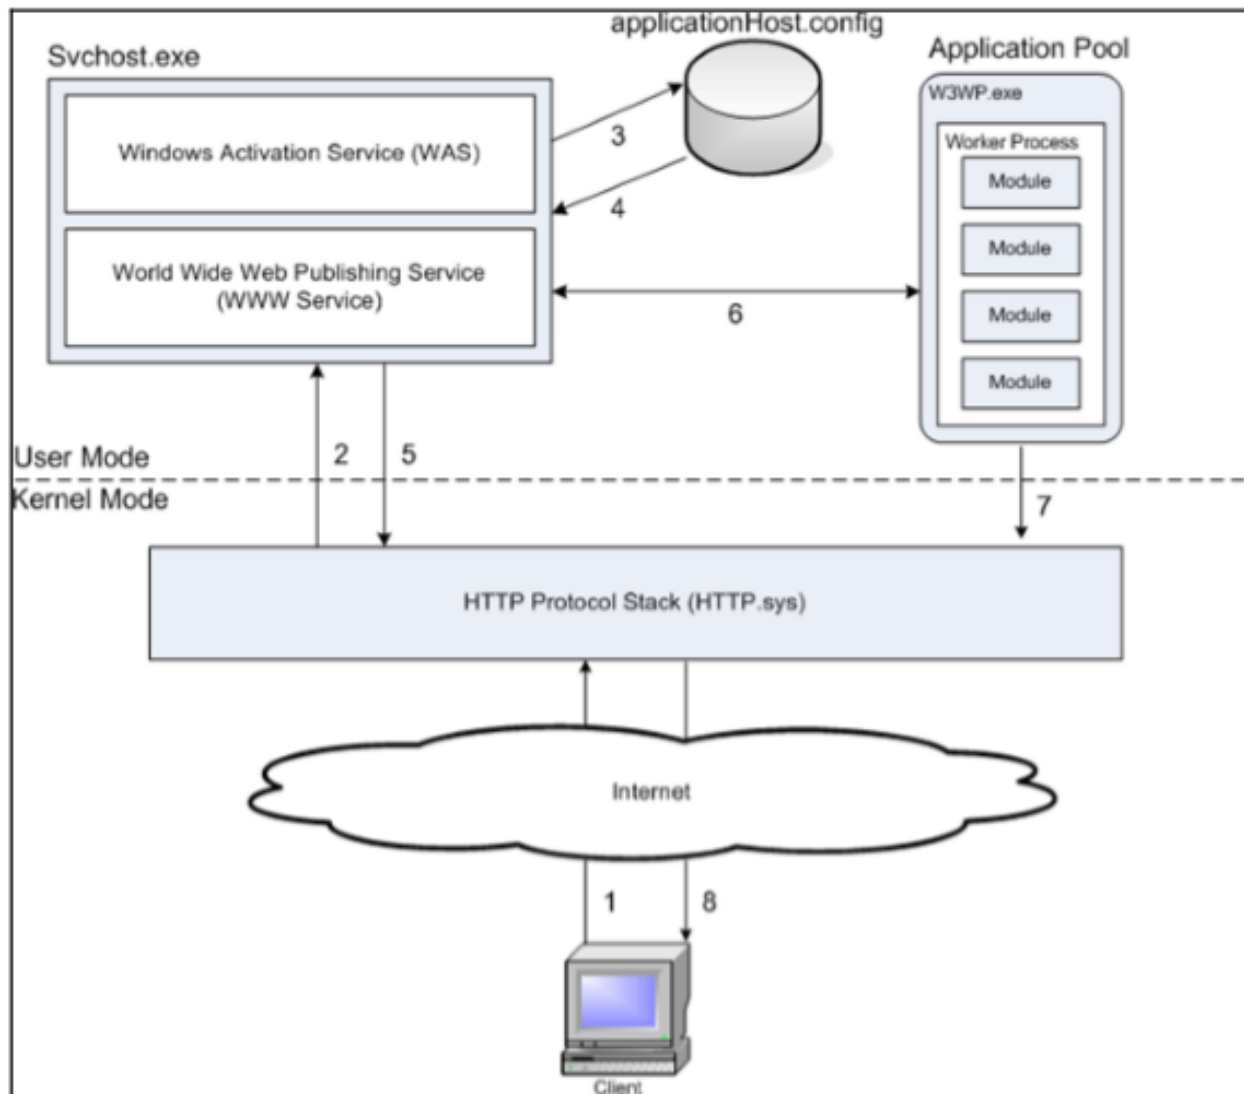 applicationHost.config
Svchost.exe
Application Pool
W3WP.exe
Windows Activation Service (WAS)
3
Worker Process
Module
4
Module
World Wide Web Publishing Service
(WWW Service)
6
Module
Module
User Mode
2
5
Kernel Mode
7
HTTP Protocol Stack (HTTP.sys)
Internet
1
8
Client